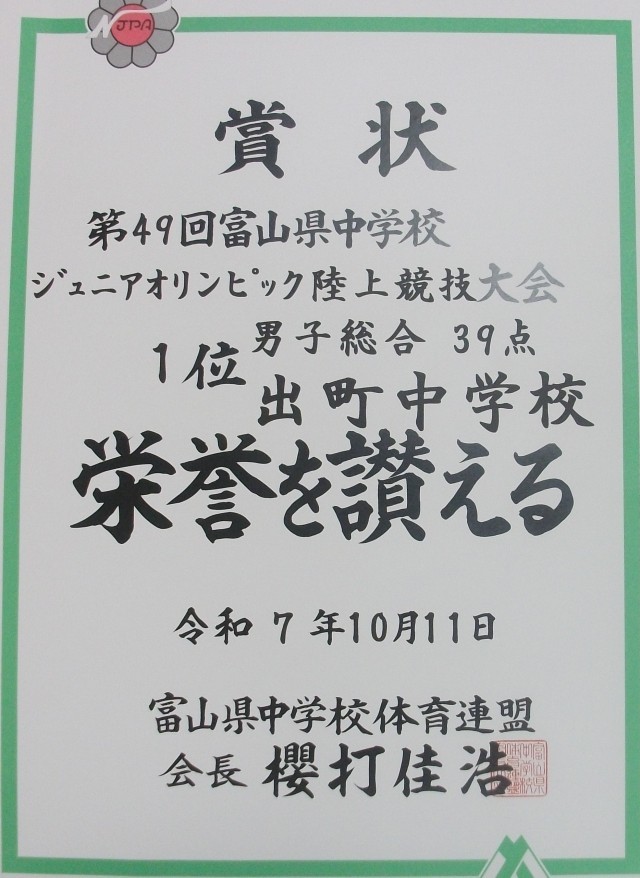 JPA
賞状
第49回富山県中学校
ジュニアオリンピック陸上競技大会
男子総合 39点
1位
出町中学校
栄誉を讃える
令和7年10月11日
富山県中学校体育連盟
会長 櫻打佳浩